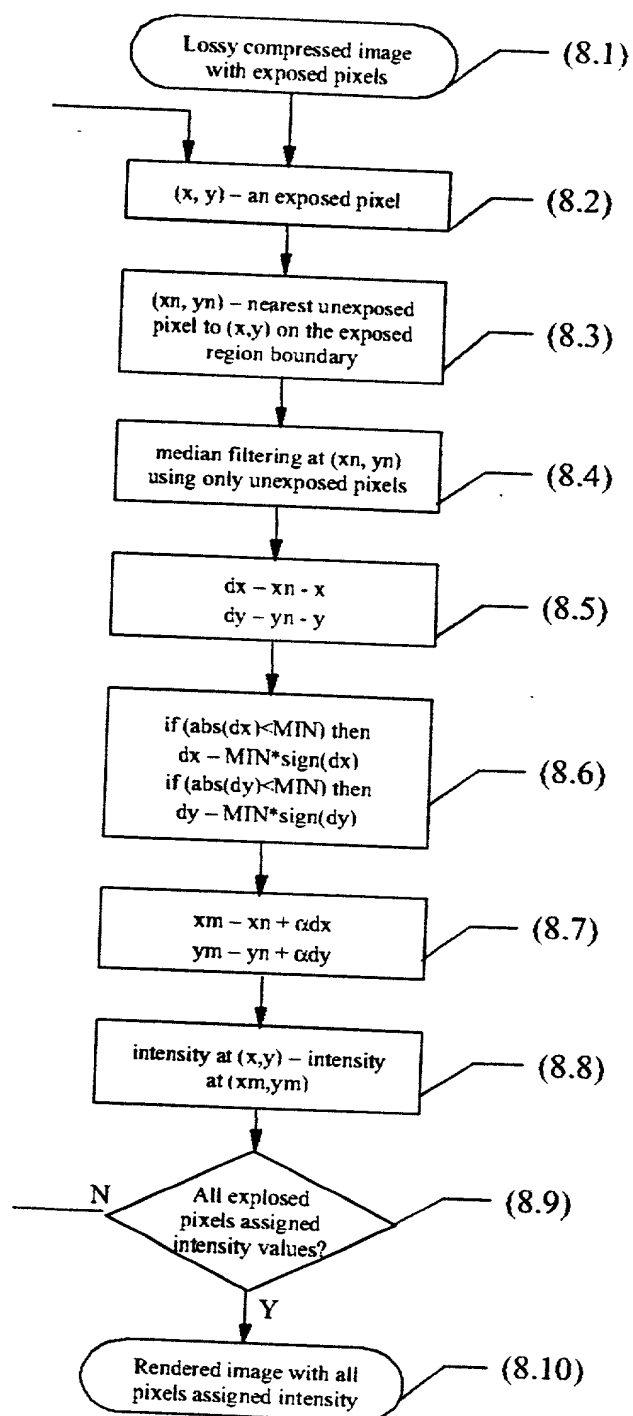 Lossy compressed image
with exposed pixels
(8.1)
(x, y) – an exposed pixel
(8.2)
(xn, yn) – nearest unexposed
pixel to (x,y) on the exposed
region boundary
(8.3)
median filtering at (xn, yn)
using only unexposed pixels
(8.4)
dx – xn - x
dy – yn - y
(8.5)
if (abs(dx)<MIN) then
dx – MIN*sign(dx)
if (abs(dy)<MIN) then
dy – MIN*sign(dy)
(8.6)
xm – xn + αdx
ym – yn + αdy
(8.7)
intensity at (x,y) – intensity
at (xm,ym)
(8.8)
N
All explosed
pixels assigned
intensity values?
(8.9)
Y
Rendered image with all
pixels assigned intensity
(8.10)